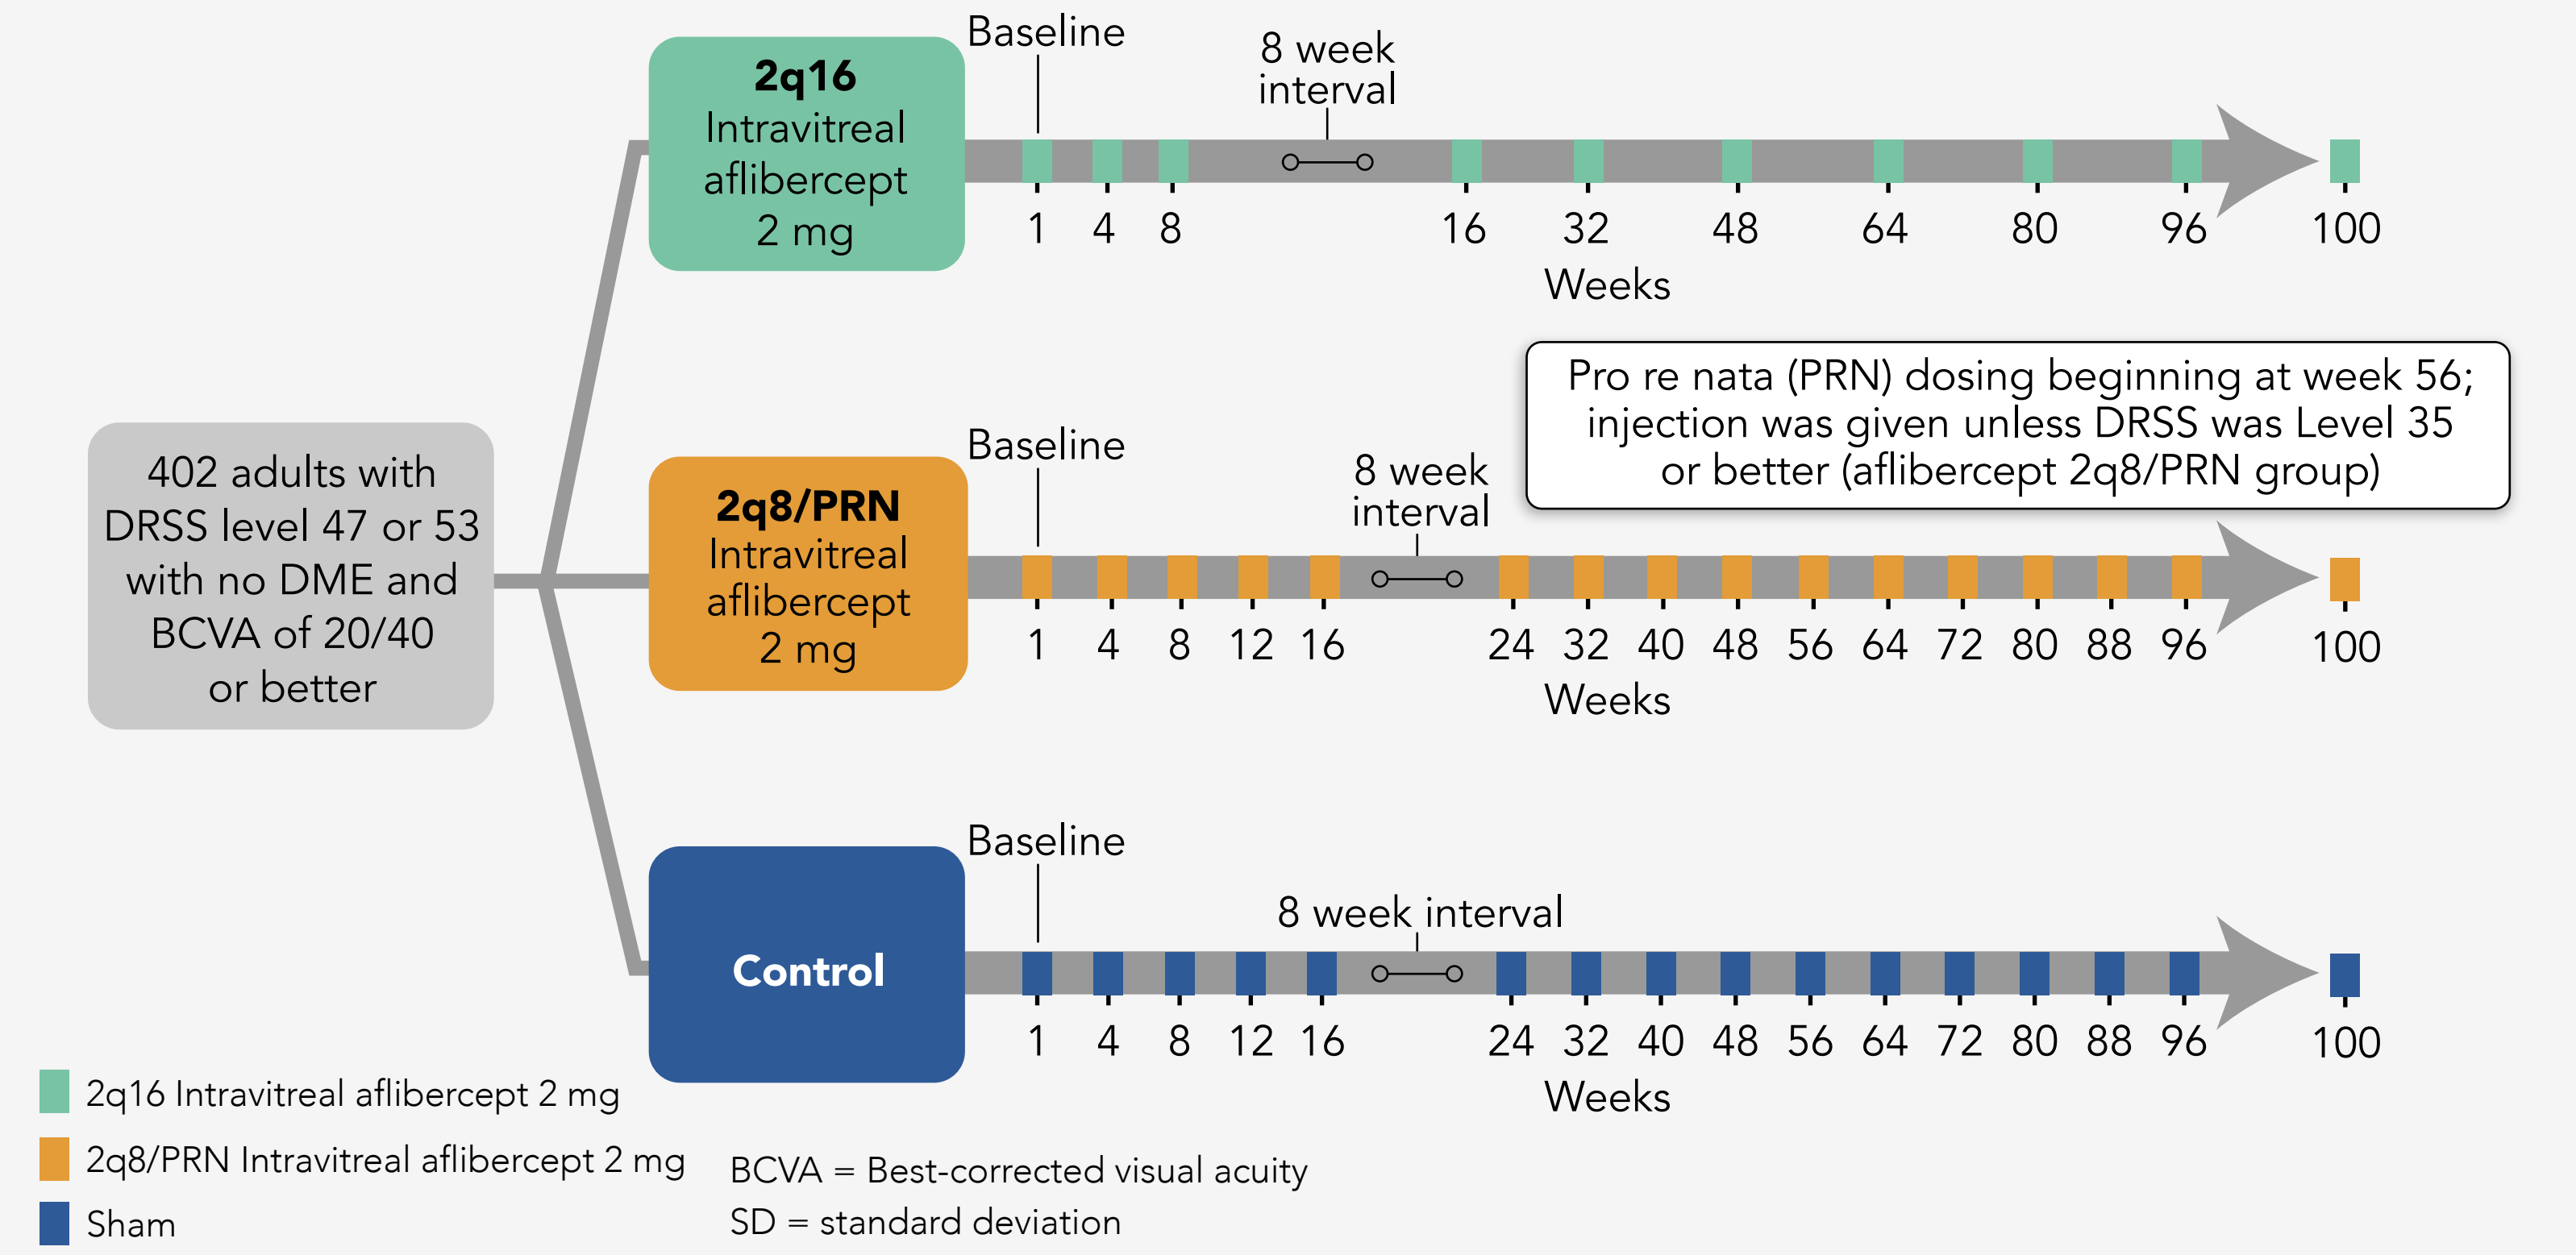 402 adults with
DRSS level 47 or 53
with no DME and
BCVA of 20/40
or better
2q16
Intravitreal
aflibercept
2 mg
Baseline
8 week
interval
1 4 8 16 32 48 64 80 96 100
Weeks
Pro re nata (PRN) dosing beginning at week 56;
injection was given unless DRSS was Level 35
or better (aflibercept 2q8/PRN group)
2q8/PRN
Intravitreal
aflibercept
2 mg
Baseline
8 week
interval
1 4 8 12 16 24 32 40 48 56 64 72 80 88 96 100
Weeks
Control
Baseline
8 week interval
1 4 8 12 16 24 32 40 48 56 64 72 80 88 96 100
Weeks
2q16 Intravitreal aflibercept 2 mg
2q8/PRN Intravitreal aflibercept 2 mg
Sham
BCVA = Best-corrected visual acuity
SD = standard deviation